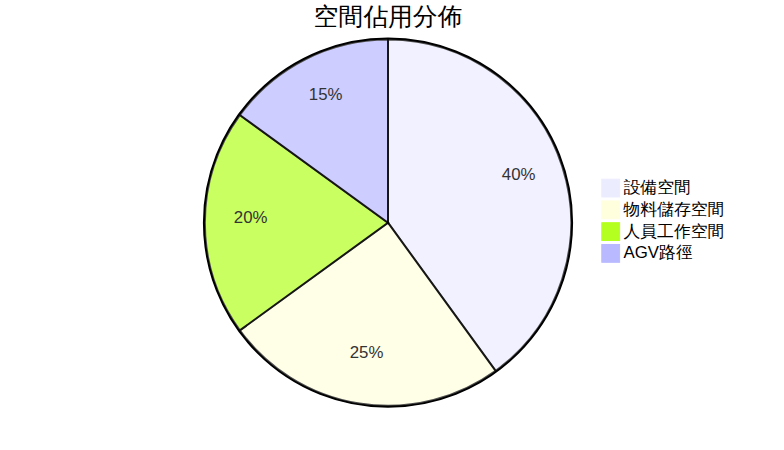 空間佔用分佈
15%
40%
20%
25%
設備空間
物料儲存空間
人員工作空間
AGV路徑